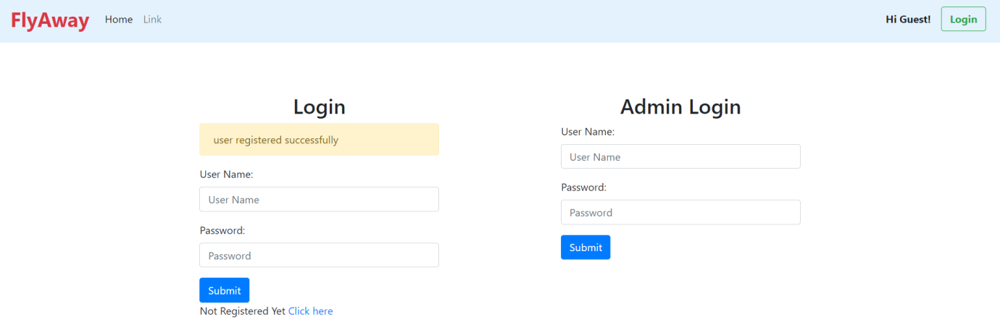 FlyAway Home Link Hi Guest! Login
Login
user registered successfully
User Name:
User Name
Password:
Password
Submit
Not Registered Yet Click here
Admin Login
User Name:
User Name
Password:
Password
Submit